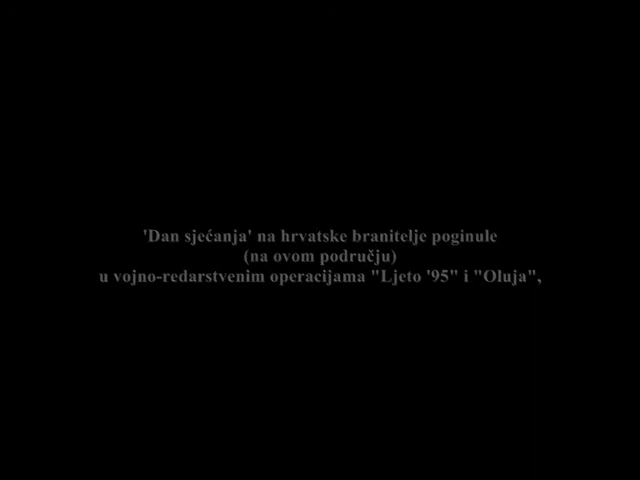 'Dan sjećanja' na hrvatske branitelje poginule
(na ovom području)
u vojno-redarstvenim operacijama "Ljeto '95" i "Oluja",